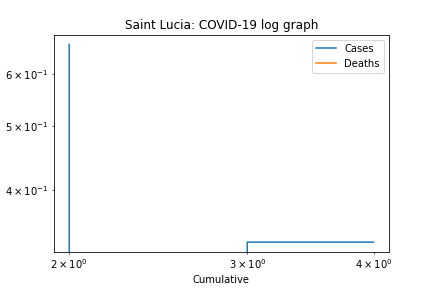 Saint Lucia: COVID-19 log graph
Cases
Deaths
6 × 10⁻¹
5 × 10⁻¹
4 × 10⁻¹
2 × 10⁰ 3 × 10⁰ 4 × 10⁰
Cumulative